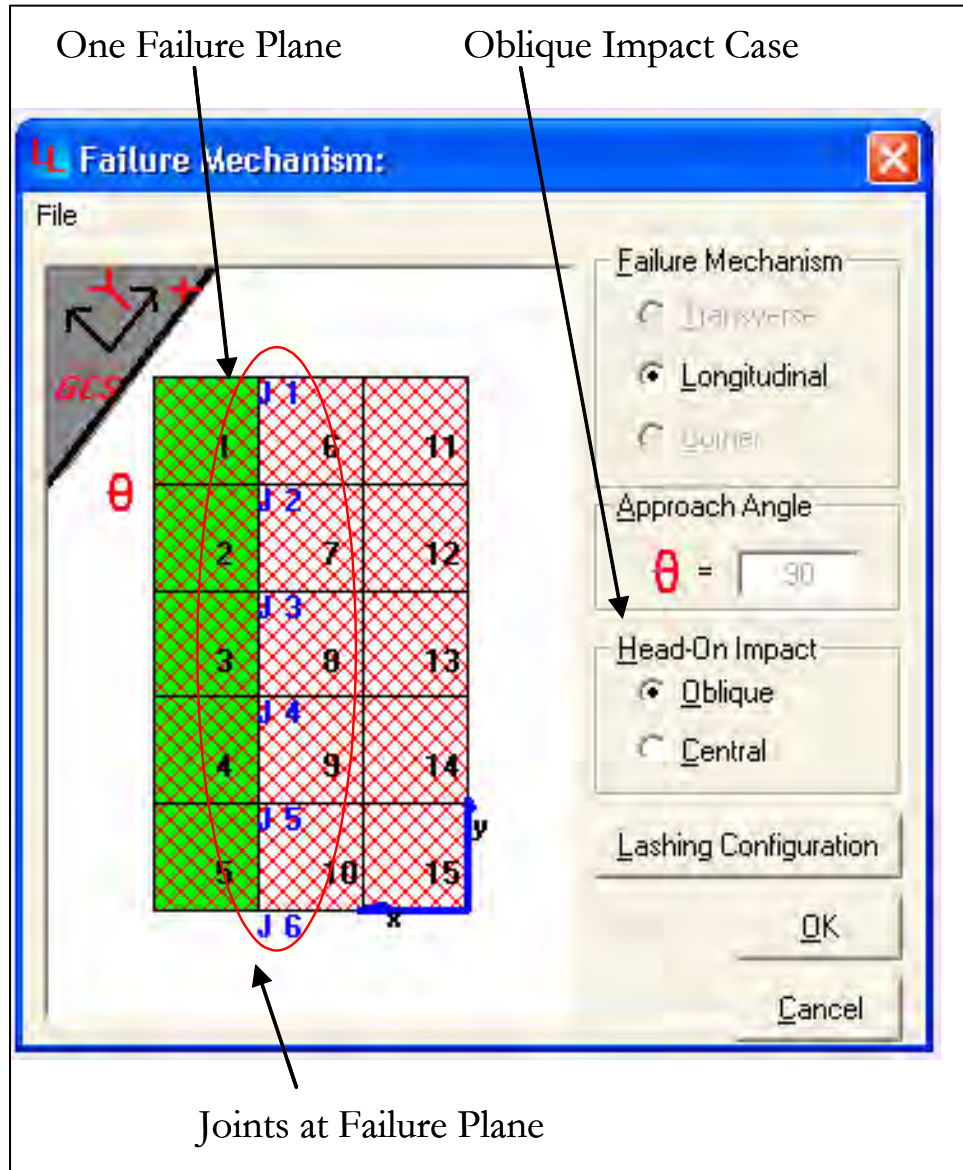 One Failure Plane
Oblique Impact Case
LL Failure Mechanism:
File
Y +
GCS
θ
J 1
J 2
J 3
J 4
J 5
J 6
1 6 11
2 7 12
3 8 13
4 9 14
5 10 15
y
x
Failure Mechanism
Transverse
Longitudinal
Corner
Approach Angle
θ = 90
Head-On Impact
Oblique
Central
Lashing Configuration
OK
Cancel
Joints at Failure Plane